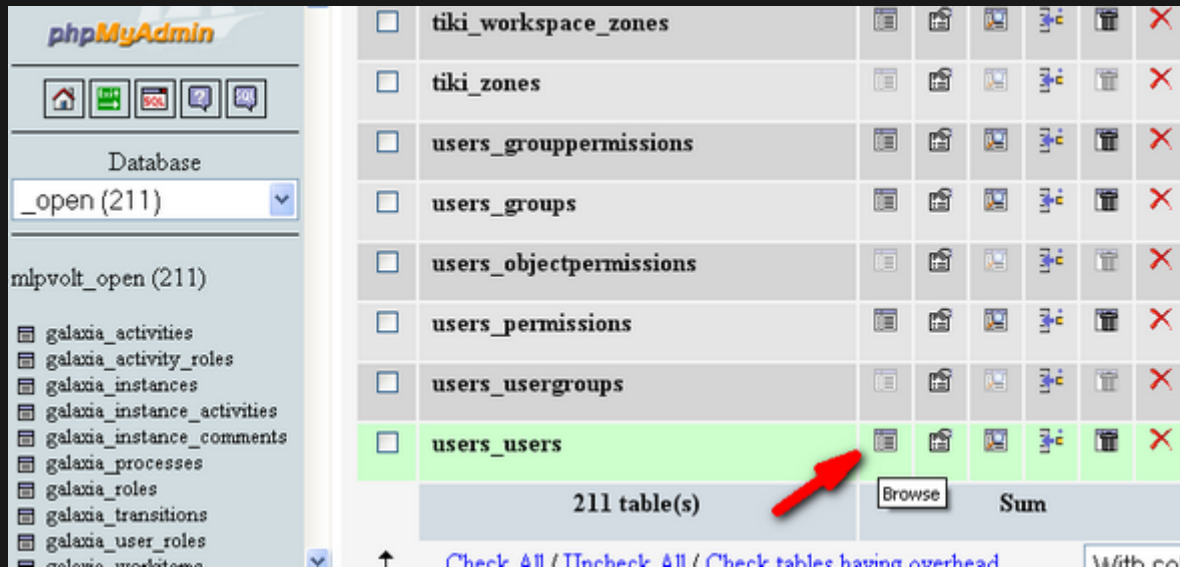 phpMyAdmin
Database
_open (211)
mlpvolt_open (211)
galaxia_activities
galaxia_activity_roles
galaxia_instances
galaxia_instance_activities
galaxia_instance_comments
galaxia_processes
galaxia_roles
galaxia_transitions
galaxia_user_roles
galaxia_workitems
tiki_workspace_zones
tiki_zones
users_grouppermissions
users_groups
users_objectpermissions
users_permissions
users_usergroups
users_users
Browse
211 table(s) Sum
Check All / Uncheck All / Check tables having overhead